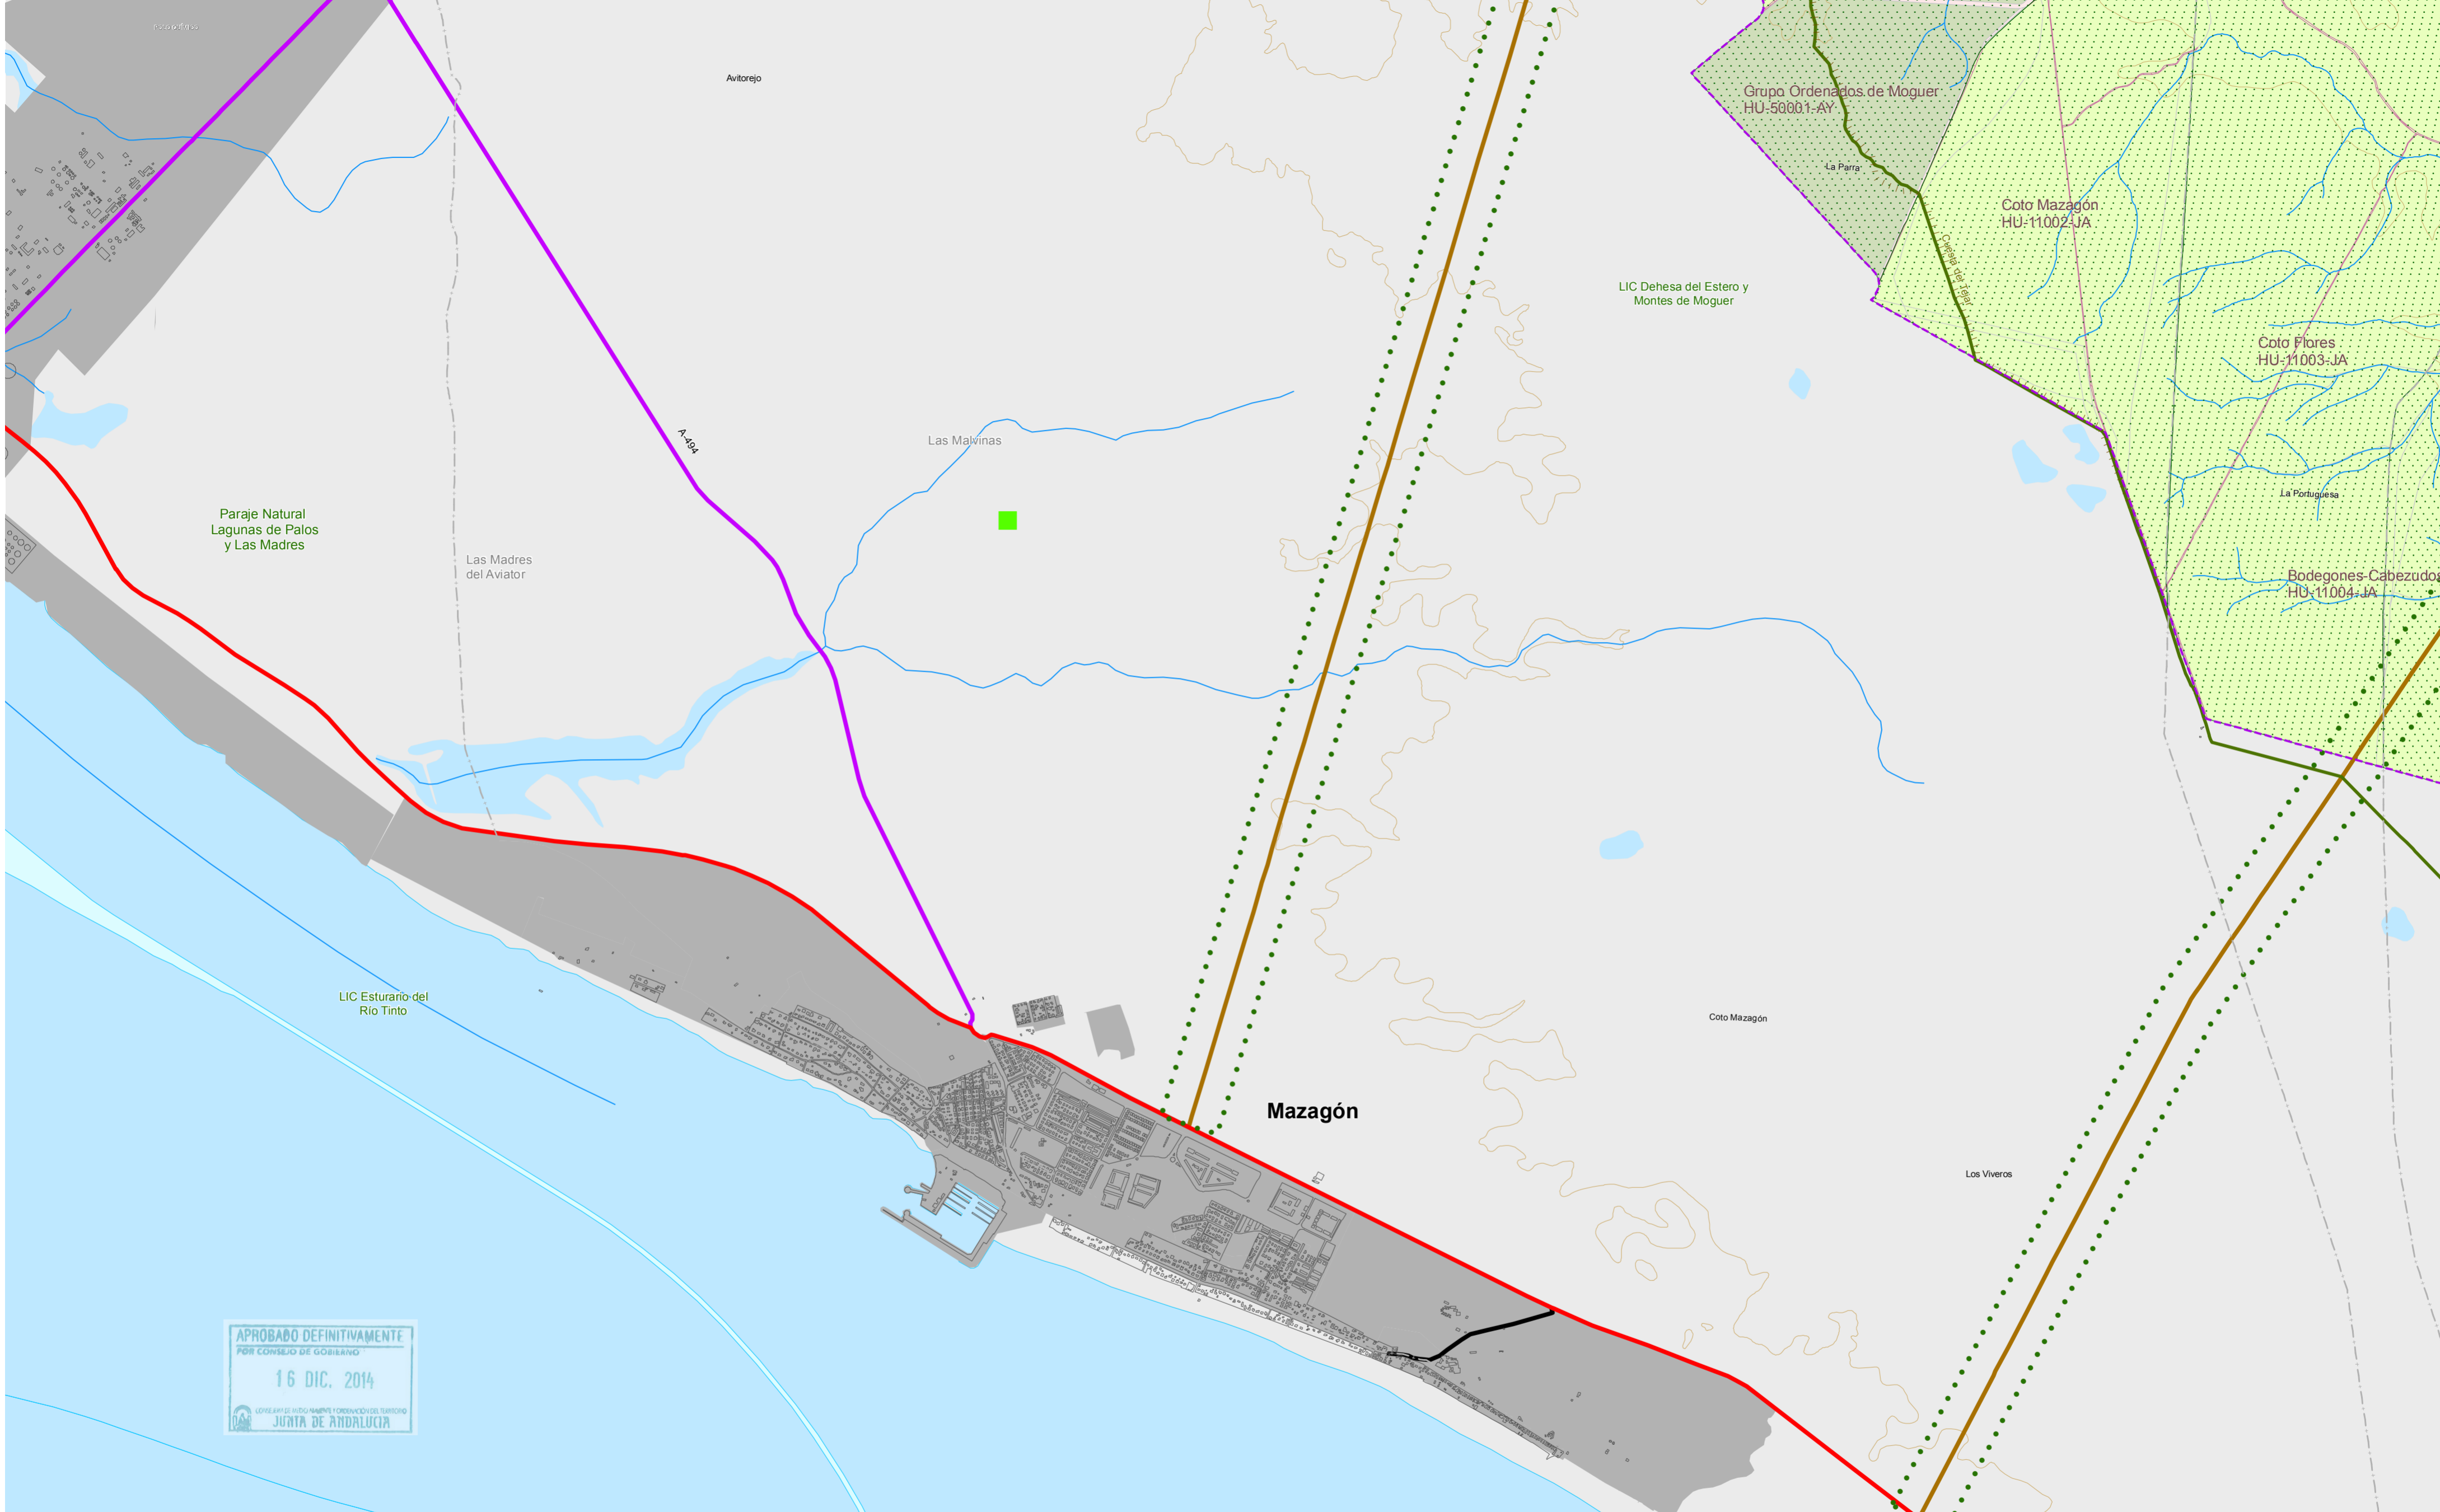 Avitorejo
Grupo Ordenados de Moguer
HU-50001-AY
La Parra
Coto Mazagón
HU-11002-JA
Cuesta del Tejar
LIC Dehesa del Estero y
Montes de Moguer
Coto Flores
HU-11003-JA
A-494
Las Malvinas
La Portuguesa
Paraje Natural
Lagunas de Palos
y Las Madres
Las Madres
del Aviator
Bodegones-Cabezudos
HU-11004-JA
LIC Esturario del
Río Tinto
Coto Mazagón
Mazagón
Los Viveros
APROBADO DEFINITIVAMENTE
POR CONSEJO DE GOBIERNO
16 DIC. 2014
JUNTA DE ANDALUCIA